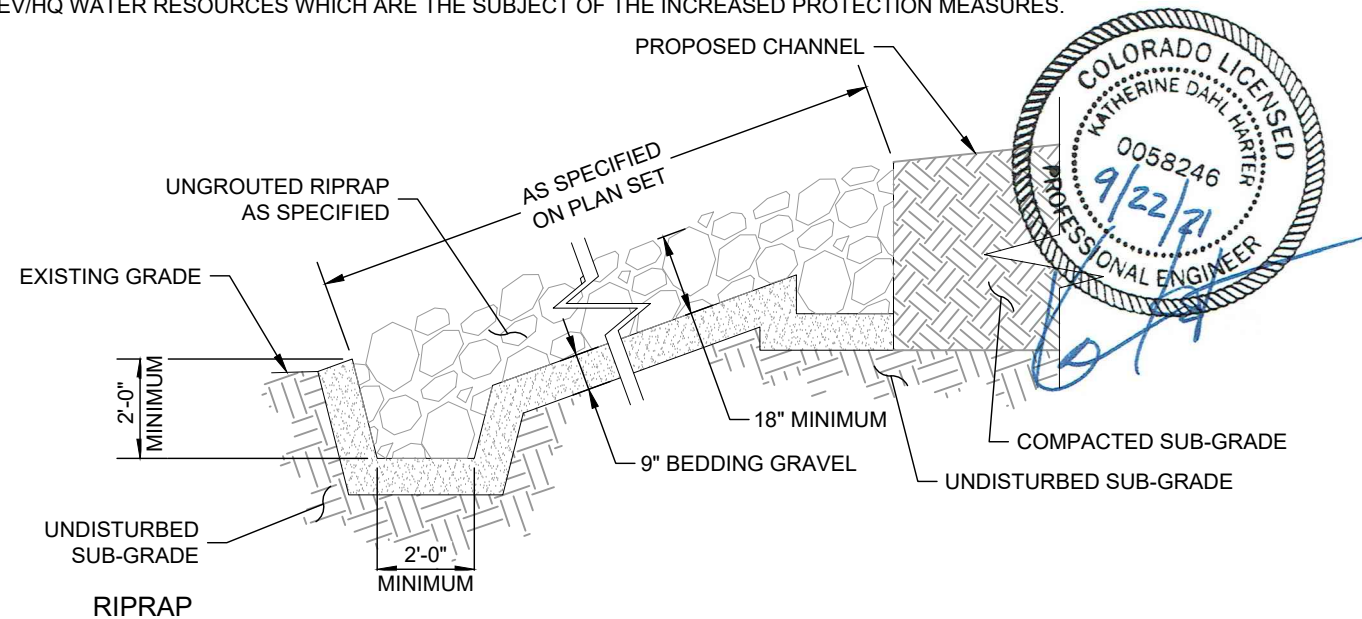 EV/HQ WATER RESOURCES WHICH ARE THE SUBJECT OF THE INCREASED PROTECTION MEASURES.
PROPOSED CHANNEL
COLORADO LICENSED
KATHERINE DAHL HARTER
0058246
9/22/21
PROFESSIONAL ENGINEER
AS SPECIFIED
ON PLAN SET
UNGROUTED RIPRAP
AS SPECIFIED
EXISTING GRADE
2'-0"
MINIMUM
18" MINIMUM
COMPACTED SUB-GRADE
9" BEDDING GRAVEL
UNDISTURBED SUB-GRADE
UNDISTURBED
SUB-GRADE
2'-0"
MINIMUM
RIPRAP